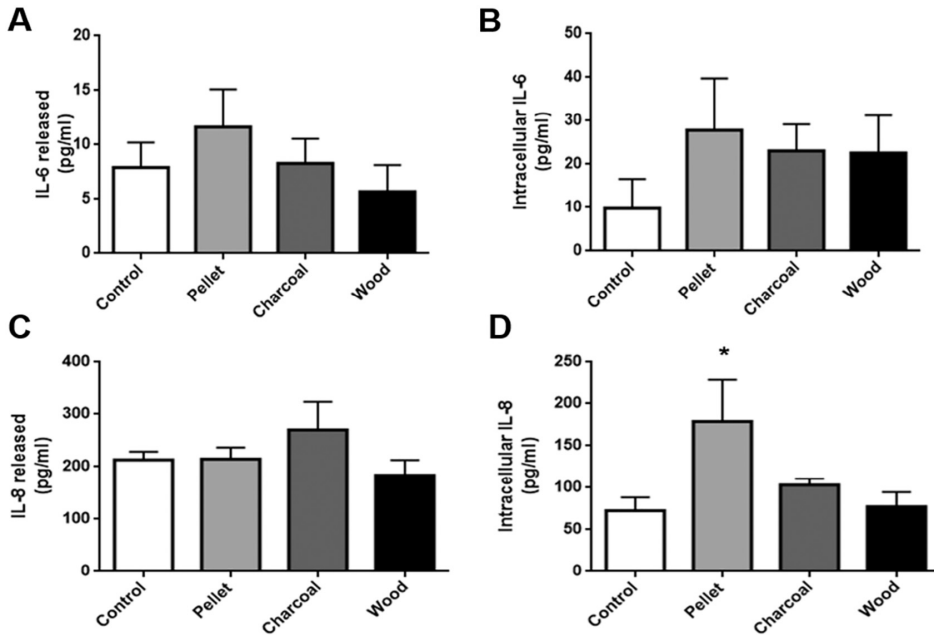 A
IL-6 released
(pg/ml)
20
15
10
5
0
Control
Pellet
Charcoal
Wood
B
Intracellular IL-6
(pg/ml)
50
40
30
20
10
0
Control
Pellet
Charcoal
Wood
C
IL-8 released
(pg/ml)
400
300
200
100
0
Control
Pellet
Charcoal
Wood
D
Intracellular IL-8
(pg/ml)
250
200
150
100
50
0
*
Control
Pellet
Charcoal
Wood